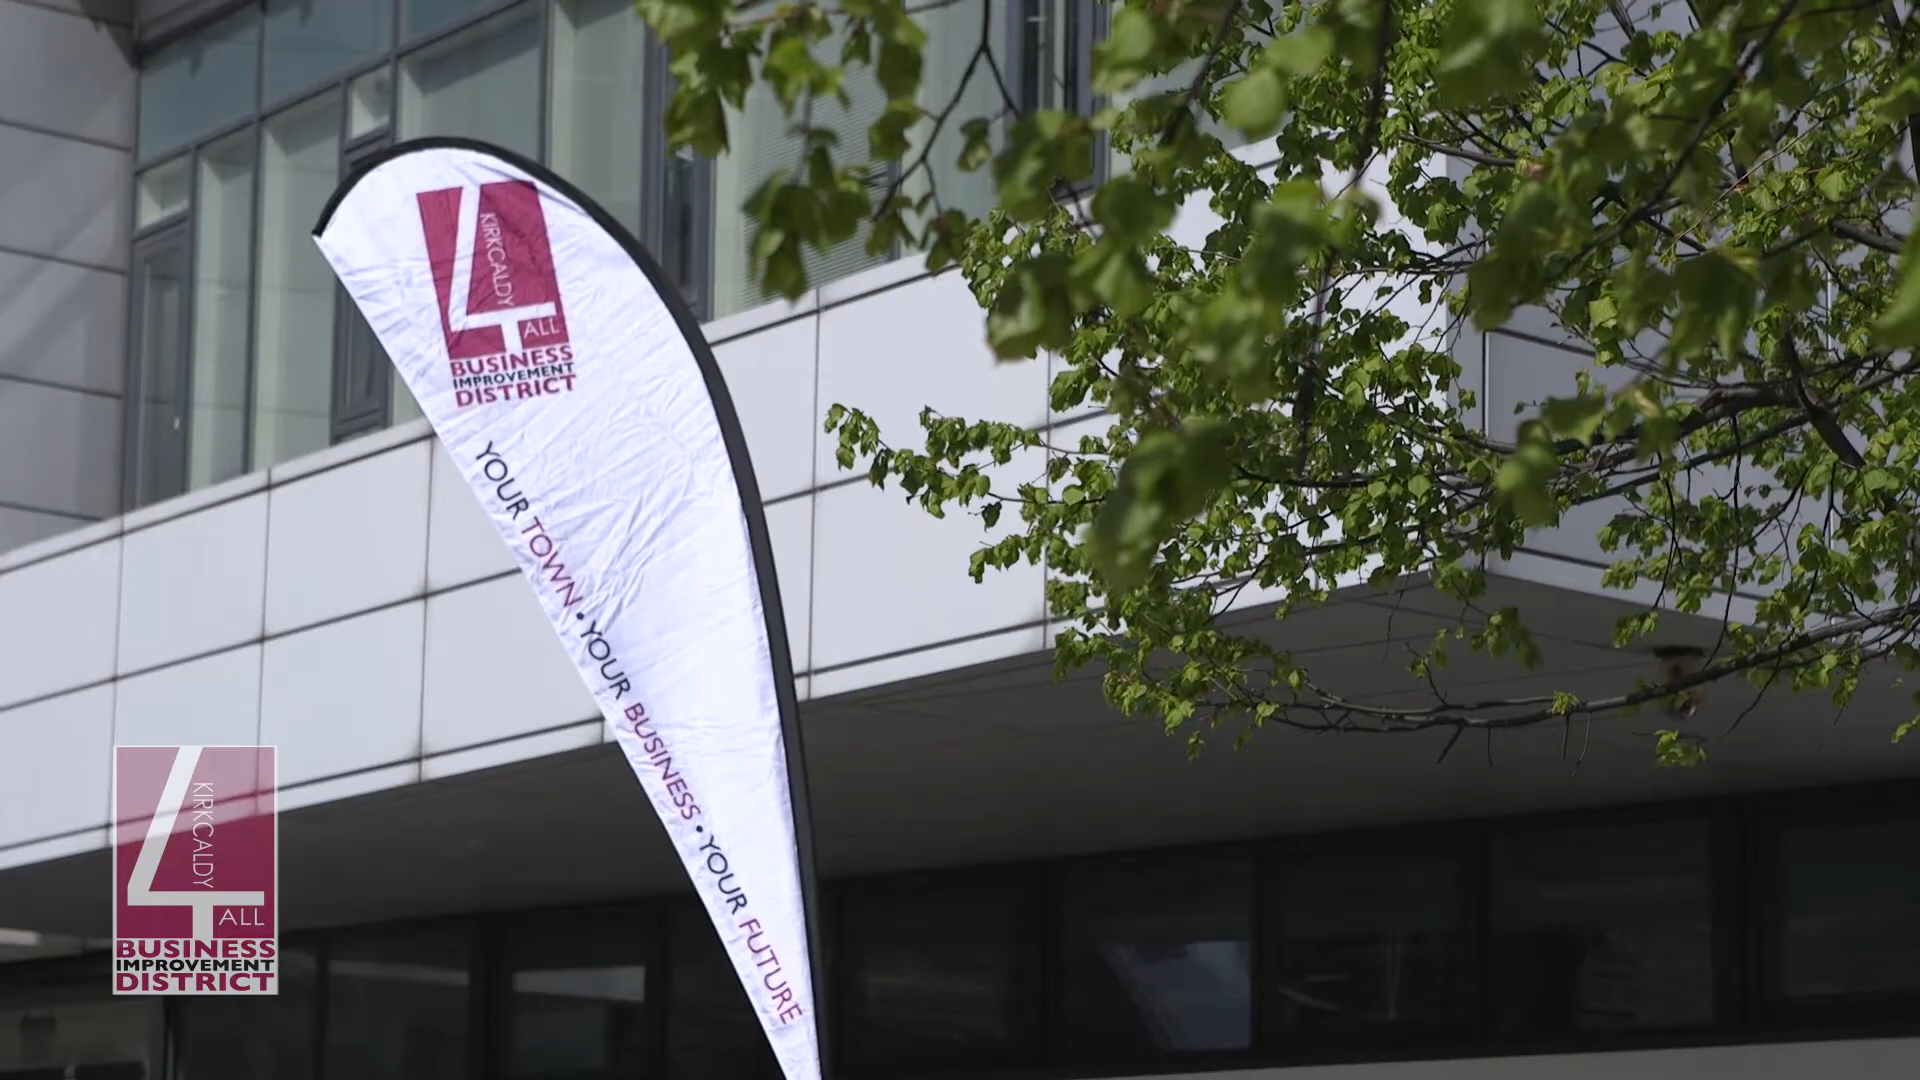 4
KIRKCALDY
ALL
BUSINESS
IMPROVEMENT
DISTRICT
YOUR TOWN • YOUR BUSINESS • YOUR FUTURE
4
KIRKCALDY
ALL
BUSINESS
IMPROVEMENT
DISTRICT